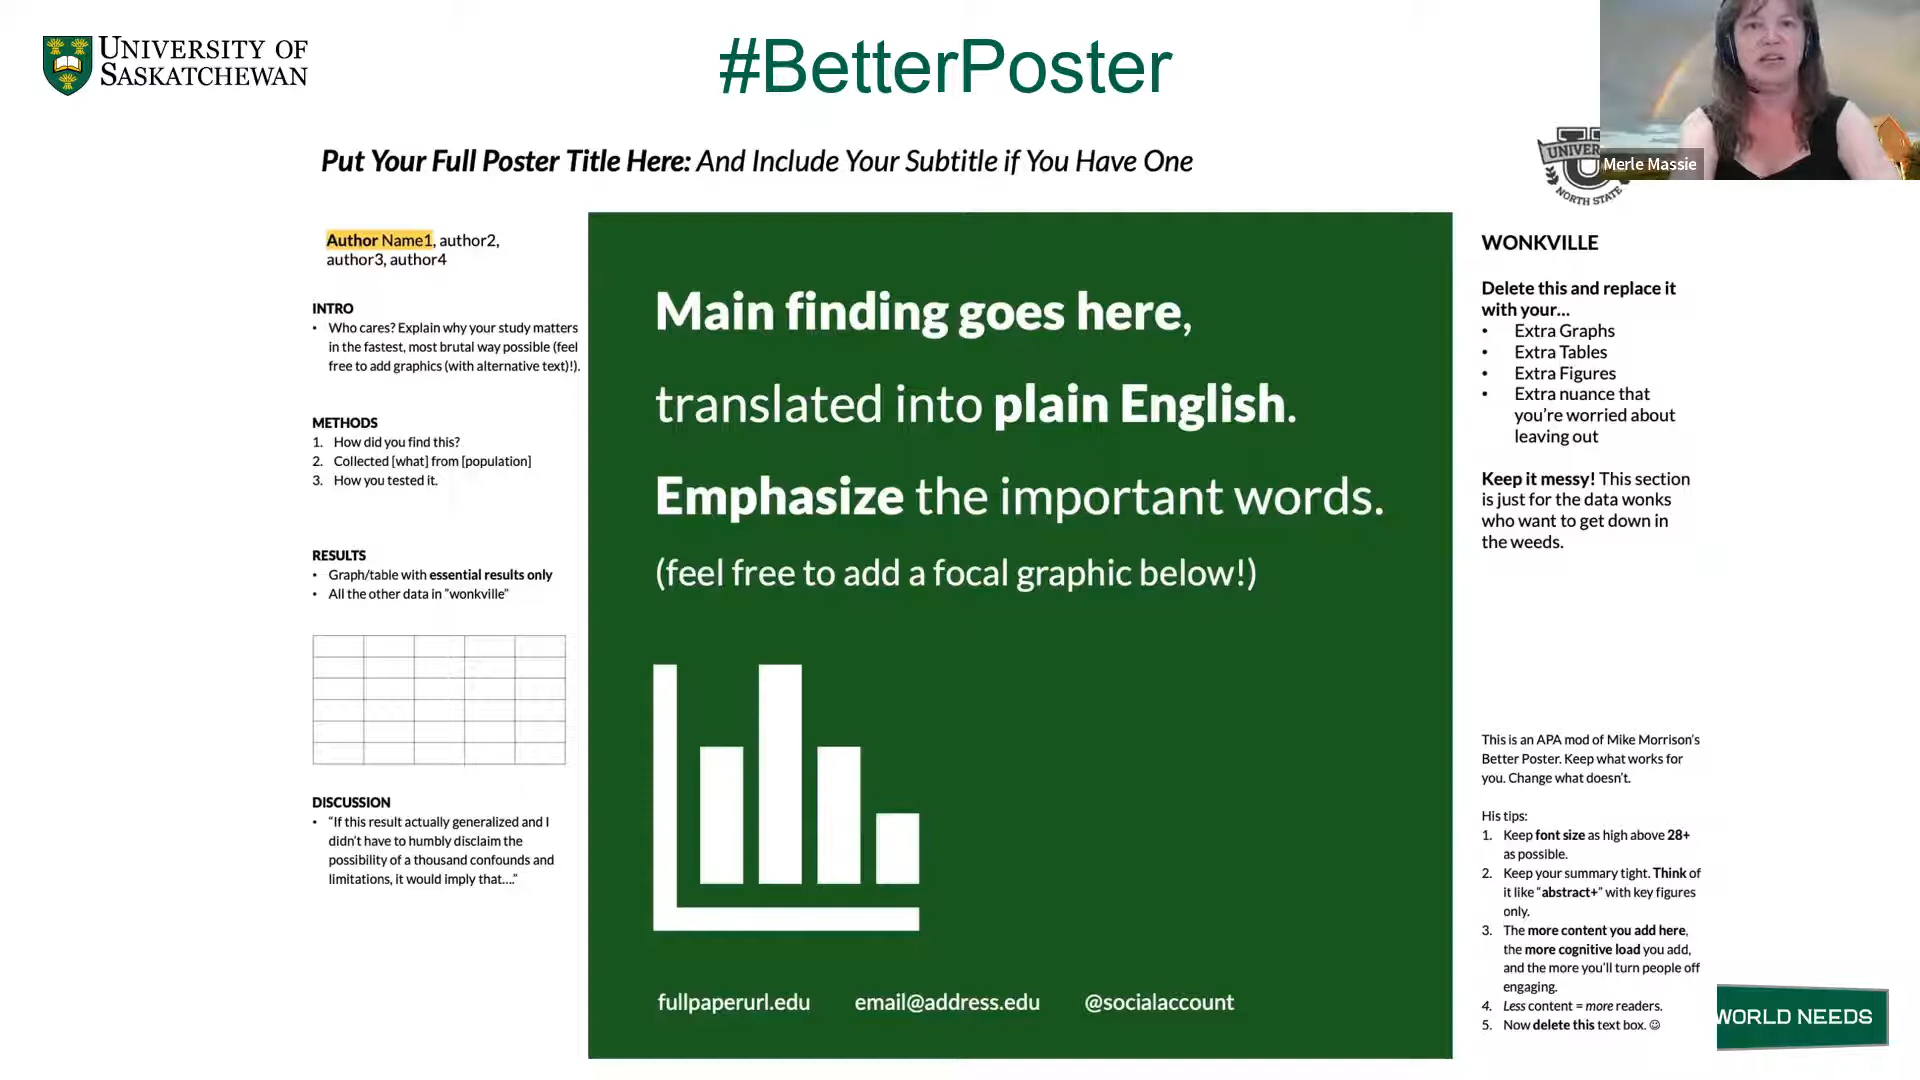 UNIVERSITY OF
SASKATCHEWAN
#BetterPoster
Merle Massie
Put Your Full Poster Title Here: And Include Your Subtitle if You Have One
UNIVER
NORTH STATE
Author Name1, author2,
author3, author4
INTRO
• Who cares? Explain why your study matters
in the fastest, most brutal way possible (feel
free to add graphics (with alternative text)!).
METHODS
1. How did you find this?
2. Collected [what] from [population]
3. How you tested it.
RESULTS
• Graph/table with essential results only
• All the other data in "wonkville"
DISCUSSION
• "If this result actually generalized and I
didn't have to humbly disclaim the
possibility of a thousand confounds and
limitations, it would imply that…."
Main finding goes here,
translated into plain English.
Emphasize the important words.
(feel free to add a focal graphic below!)
fullpaperurl.edu email@address.edu @socialaccount
WONKVILLE
Delete this and replace it
with your...
• Extra Graphs
• Extra Tables
• Extra Figures
• Extra nuance that
you're worried about
leaving out
Keep it messy! This section
is just for the data wonks
who want to get down in
the weeds.
This is an APA mod of Mike Morrison's
Better Poster. Keep what works for
you. Change what doesn't.
His tips:
1. Keep font size as high above 28+
as possible.
2. Keep your summary tight. Think of
it like "abstract+" with key figures
only.
3. The more content you add here,
the more cognitive load you add,
and the more you'll turn people off
engaging.
4. Less content = more readers.
5. Now delete this text box. ☺
WORLD NEEDS